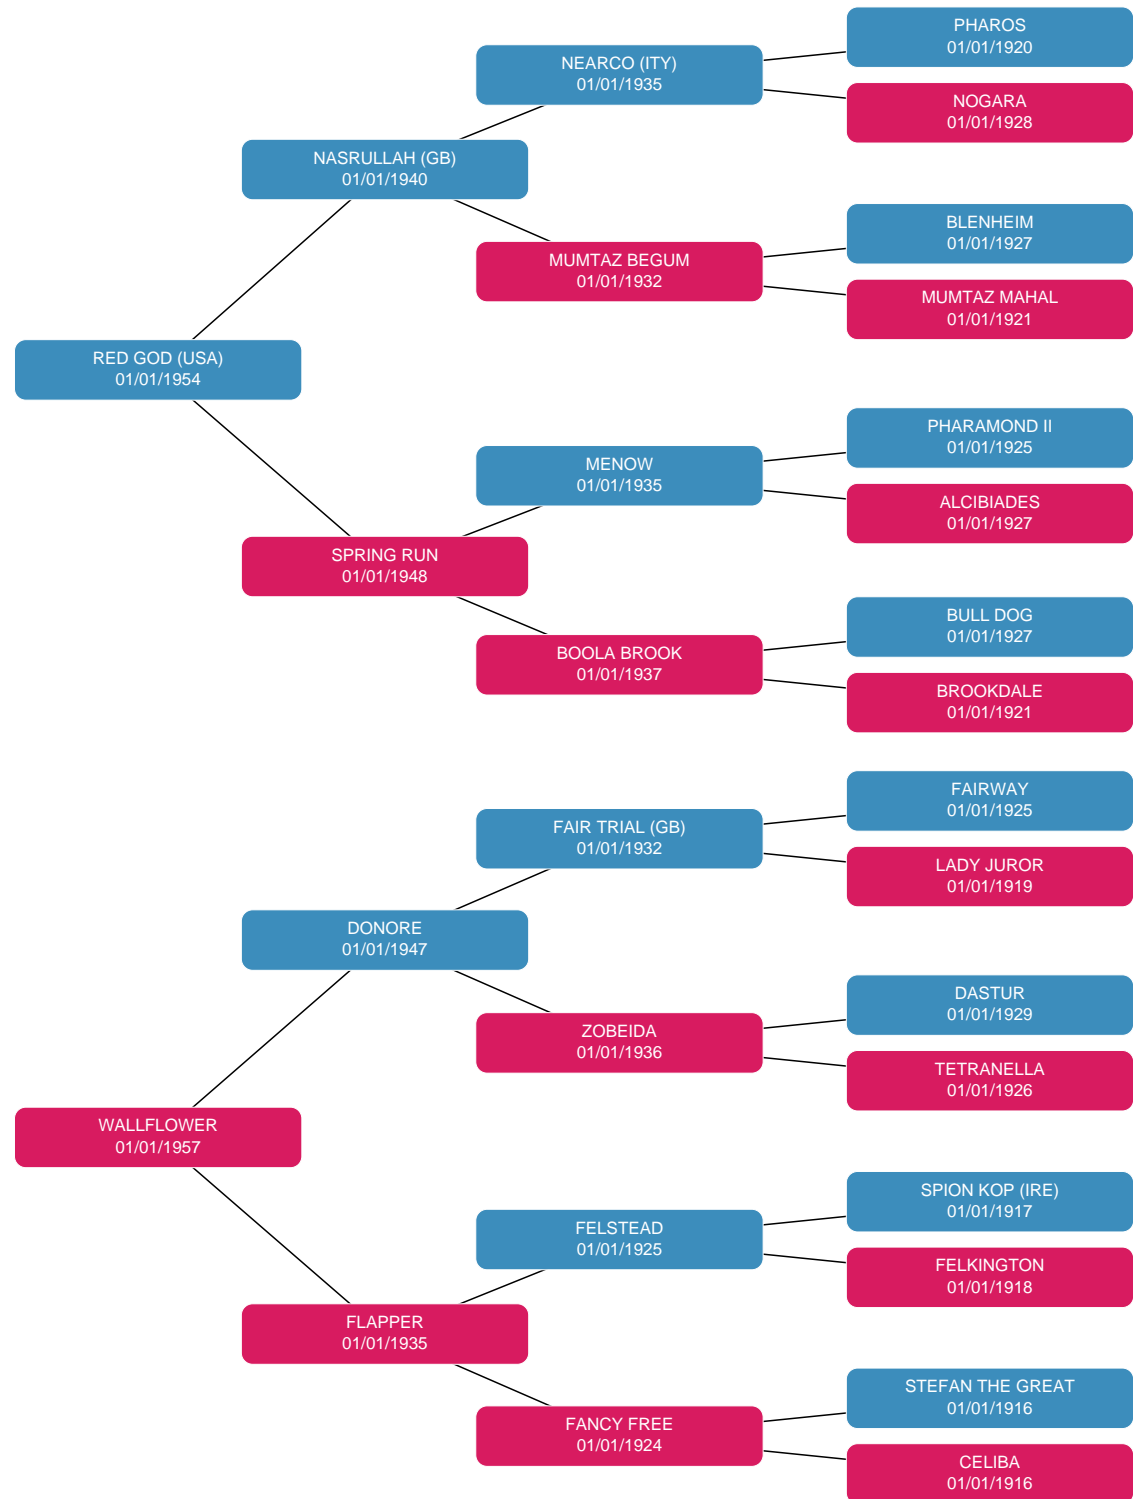 PHAROS
01/01/1920
NEARCO (ITY)
01/01/1935
NOGARA
01/01/1928
NASRULLAH (GB)
01/01/1940
BLENHEIM
01/01/1927
MUMTAZ BEGUM
01/01/1932
MUMTAZ MAHAL
01/01/1921
RED GOD (USA)
01/01/1954
PHARAMOND II
01/01/1925
MENOW
01/01/1935
ALCIBIADES
01/01/1927
SPRING RUN
01/01/1948
BULL DOG
01/01/1927
BOOLA BROOK
01/01/1937
BROOKDALE
01/01/1921
FAIRWAY
01/01/1925
FAIR TRIAL (GB)
01/01/1932
LADY JUROR
01/01/1919
DONORE
01/01/1947
DASTUR
01/01/1929
ZOBEIDA
01/01/1936
TETRANELLA
01/01/1926
WALLFLOWER
01/01/1957
SPION KOP (IRE)
01/01/1917
FELSTEAD
01/01/1925
FELKINGTON
01/01/1918
FLAPPER
01/01/1935
STEFAN THE GREAT
01/01/1916
FANCY FREE
01/01/1924
CELIBA
01/01/1916